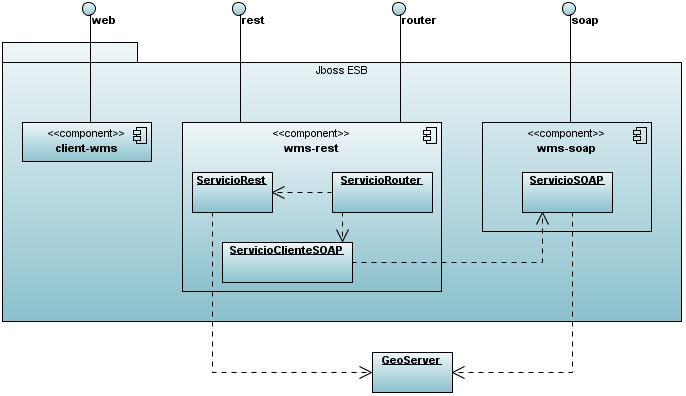 web
rest
router
soap
Jboss ESB
<<component>>
client-wms
<<component>>
wms-rest
<<component>>
wms-soap
ServicioRest
ServicioRouter
ServicioSOAP
ServicioClienteSOAP
GeoServer